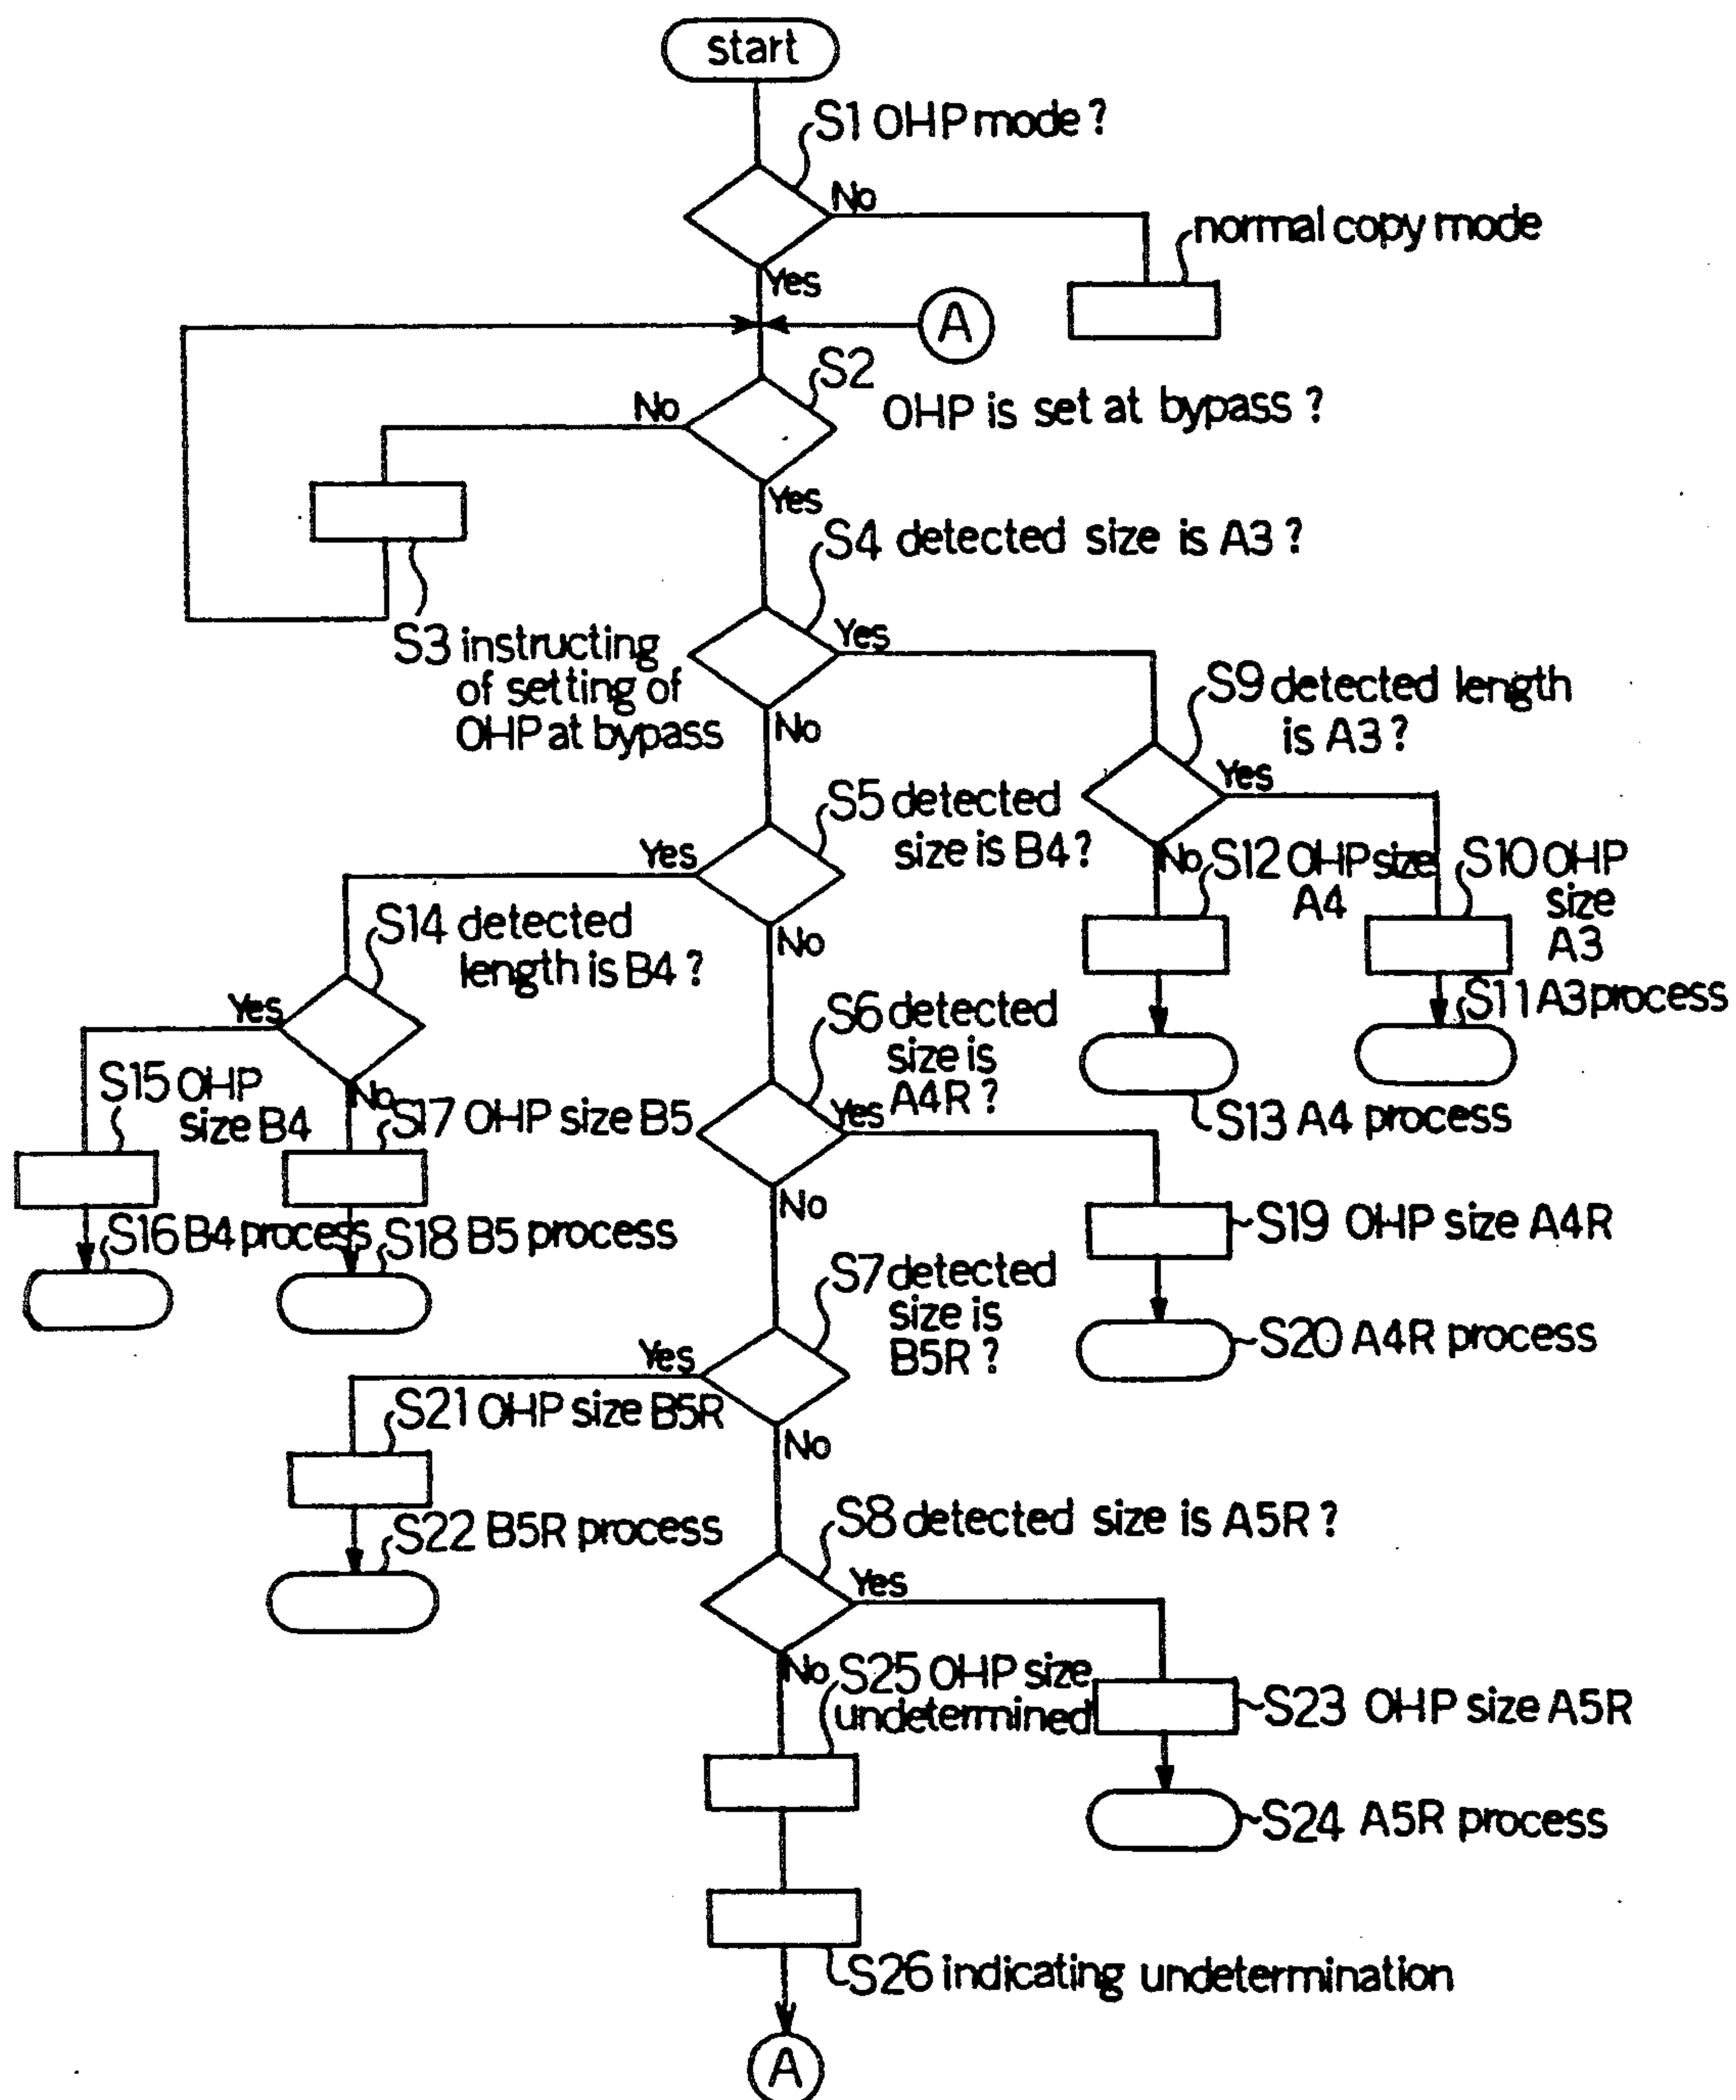 start
S1 OHP mode?
No
normal copy mode
Yes
A
S2
OHP is set at bypass?
No
Yes
S4 detected size is A3?
S3 instructing
of setting of
OHP at bypass
Yes
No
S9 detected length
is A3?
Yes
No
S12 OHP size
A4
S10 OHP
size
A3
S11 A3 process
S13 A4 process
S5 detected
size is B4?
Yes
No
S14 detected
length is B4?
Yes
No
S15 OHP
size B4
S17 OHP size B5
S16 B4 process
S18 B5 process
S6 detected
size is
A4R?
Yes
No
S19 OHP size A4R
S20 A4R process
S7 detected
size is
B5R?
Yes
No
S21 OHP size B5R
S22 B5R process
S8 detected size is A5R?
Yes
No
S25 OHP size
undetermined
S23 OHP size A5R
S24 A5R process
S26 indicating undetermination
A